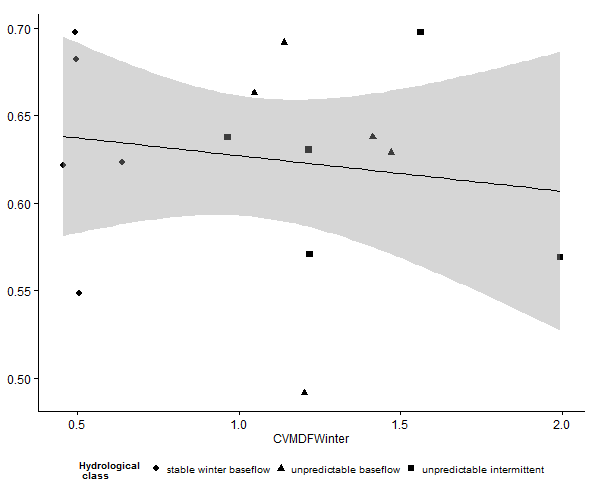 0.70
0.65
0.60
0.55
0.50
0.5 1.0 1.5 2.0
CVMDFWinter
Hydrological
class
stable winter baseflow unpredictable baseflow unpredictable intermittent